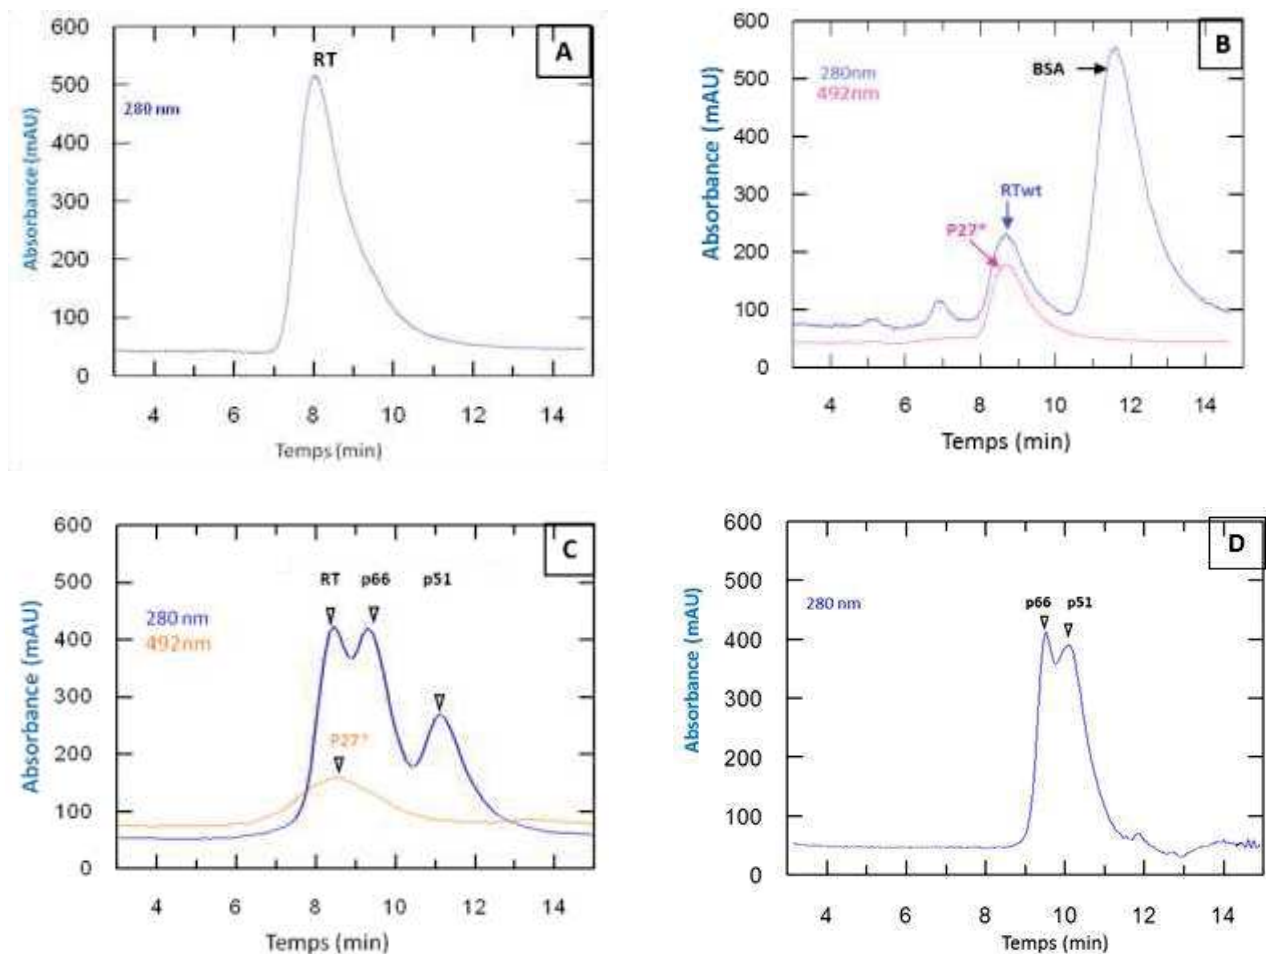 600
500
400
300
200
100
0
Absorbance (mAU)
280 nm
RT
A
4 6 8 10 12 14
Temps (min)
600
500
400
300
200
100
0
Absorbance (mAU)
280nm
492nm
P27*
RTwt
BSA
B
4 6 8 10 12 14
Temps (min)
600
500
400
300
200
100
0
Absorbance (mAU)
280 nm
492nm
RT p66 p51
P27*
C
4 6 8 10 12 14
Temps (min)
600
500
400
300
200
100
0
Absorbance (mAU)
280 nm
p66 p51
D
4 6 8 10 12 14
Temps (min)